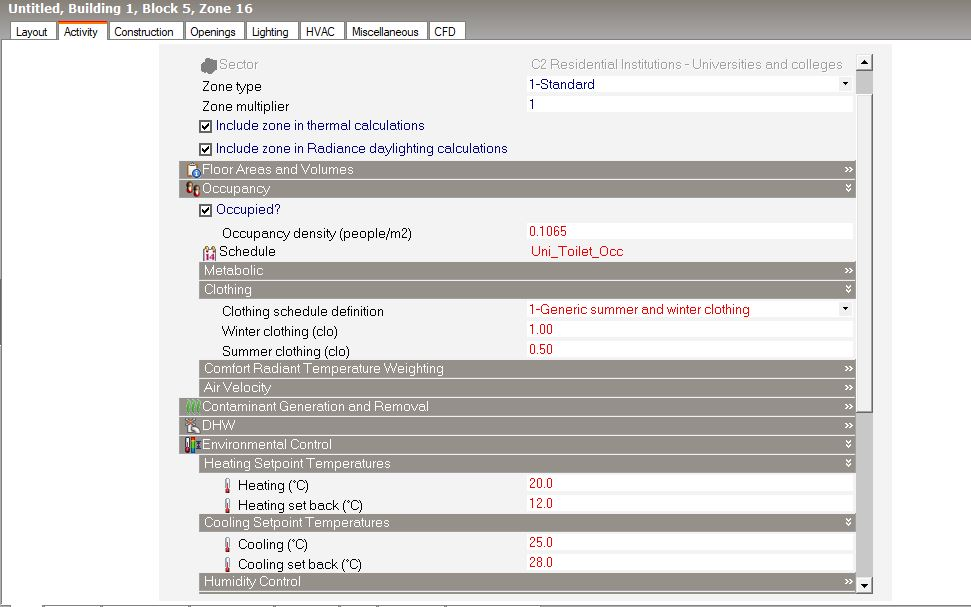 Untitled, Building 1, Block 5, Zone 16
Layout Activity Construction Openings Lighting HVAC Miscellaneous CFD
Sector C2 Residential Institutions - Universities and colleges
Zone type 1-Standard
Zone multiplier 1
Include zone in thermal calculations
Include zone in Radiance daylighting calculations
Floor Areas and Volumes
Occupancy
Occupied?
Occupancy density (people/m2) 0.1065
Schedule Uni_Toilet_Occ
Metabolic
Clothing
Clothing schedule definition 1-Generic summer and winter clothing
Winter clothing (clo) 1.00
Summer clothing (clo) 0.50
Comfort Radiant Temperature Weighting
Air Velocity
Contaminant Generation and Removal
DHW
Environmental Control
Heating Setpoint Temperatures
Heating (°C) 20.0
Heating set back (°C) 12.0
Cooling Setpoint Temperatures
Cooling (°C) 25.0
Cooling set back (°C) 28.0
Humidity Control